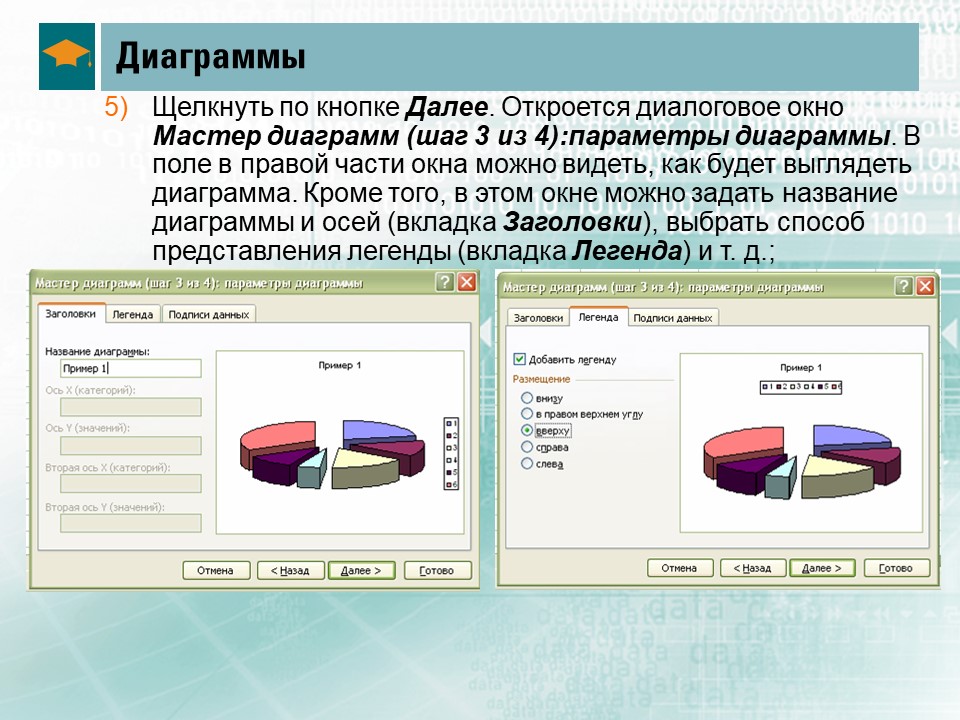 Диаграммы
5) Щелкнуть по кнопке Далее. Откроется диалоговое окно
Мастер диаграмм (шаг 3 из 4):параметры диаграммы. В
поле в правой части окна можно видеть, как будет выглядеть
диаграмма. Кроме того, в этом окне можно задать название
диаграммы и осей (вкладка Заголовки), выбрать способ
представления легенды (вкладка Легенда) и т. д.;
Мастер диаграмм (шаг 3 из 4): параметры диаграммы
Заголовки Легенда Подписи данных
Название диаграммы:
Пример 1
Ось X (категорий):
Ось Y (значений):
Вторая ось X (категорий):
Вторая ось Y (значений):
Пример 1
1
2
3
4
5
6
Отмена < Назад Далее > Готово
Мастер диаграмм (шаг 3 из 4): параметры диаграммы
Заголовки Легенда Подписи данных
Добавить легенду
Размещение
внизу
в правом верхнем углу
вверху
справа
слева
Пример 1
1 2 3 4 5 6
Отмена < Назад Далее > Готово